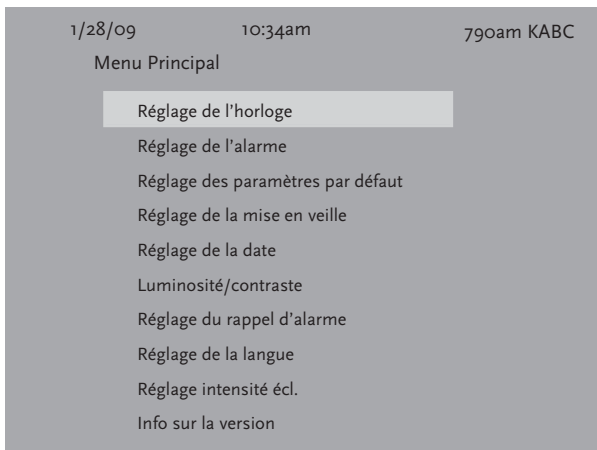 1/28/09 10:34am 790am KABC
Menu Principal
Réglage de l'horloge
Réglage de l'alarme
Réglage des paramètres par défaut
Réglage de la mise en veille
Réglage de la date
Luminosité/contraste
Réglage du rappel d'alarme
Réglage de la langue
Réglage intensité écl.
Info sur la version